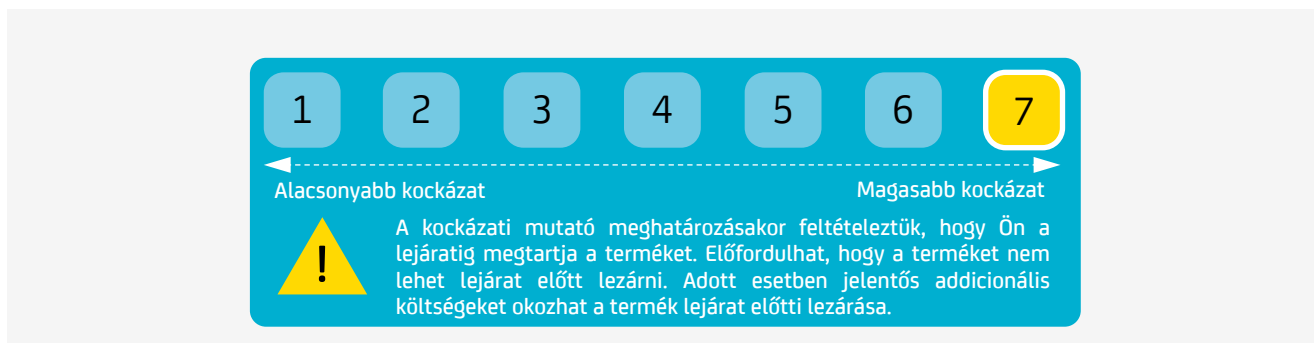 1 2 3 4 5 6 7
Alacsonyabb kockázat Magasabb kockázat
A kockázati mutató meghatározásakor feltételeztük, hogy Ön a
lejáratig megtartja a terméket. Előfordulhat, hogy a terméket nem
lehet lejárat előtt lezárni. Adott esetben jelentős addicionális
költségeket okozhat a termék lejárat előtti lezárása.
!